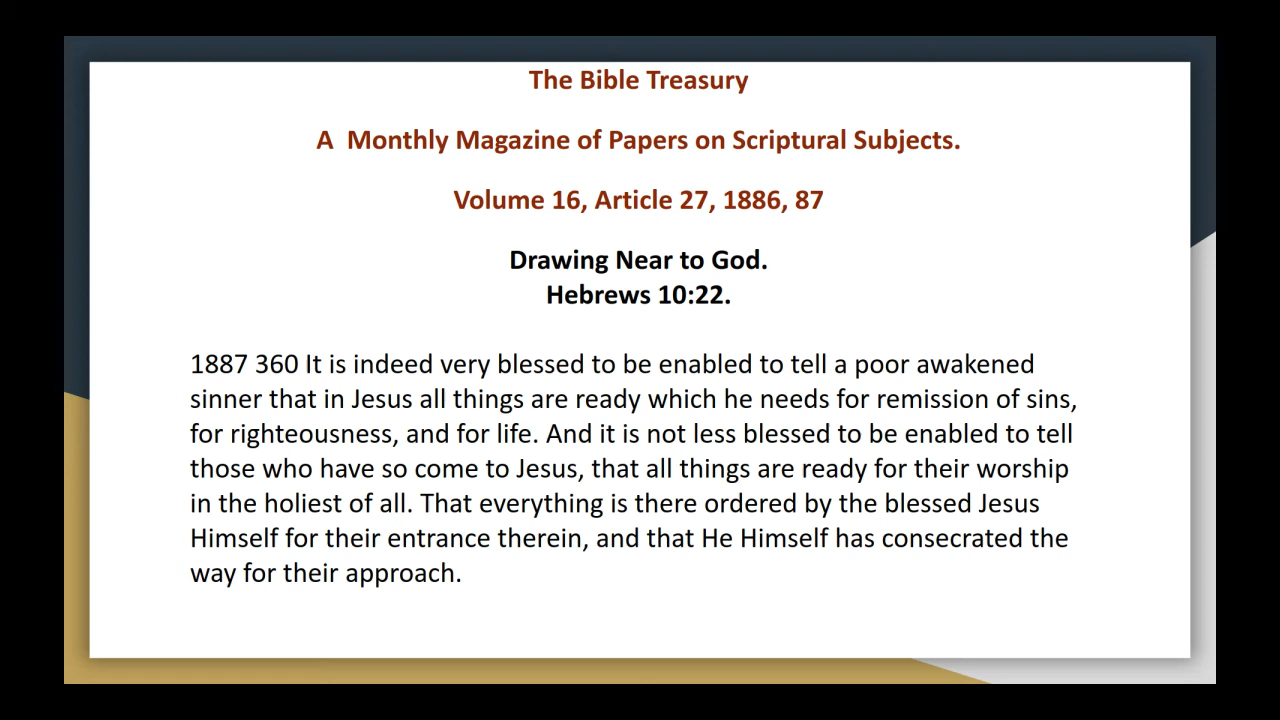 The Bible Treasury
A  Monthly Magazine of Papers on Scriptural Subjects.
Volume 16, Article 27, 1886, 87
Drawing Near to God.
Hebrews 10:22.
1887 360 It is indeed very blessed to be enabled to tell a poor awakened
sinner that in Jesus all things are ready which he needs for remission of sins,
for righteousness, and for life. And it is not less blessed to be enabled to tell
those who have so come to Jesus, that all things are ready for their worship
in the holiest of all. That everything is there ordered by the blessed Jesus
Himself for their entrance therein, and that He Himself has consecrated the
way for their approach.